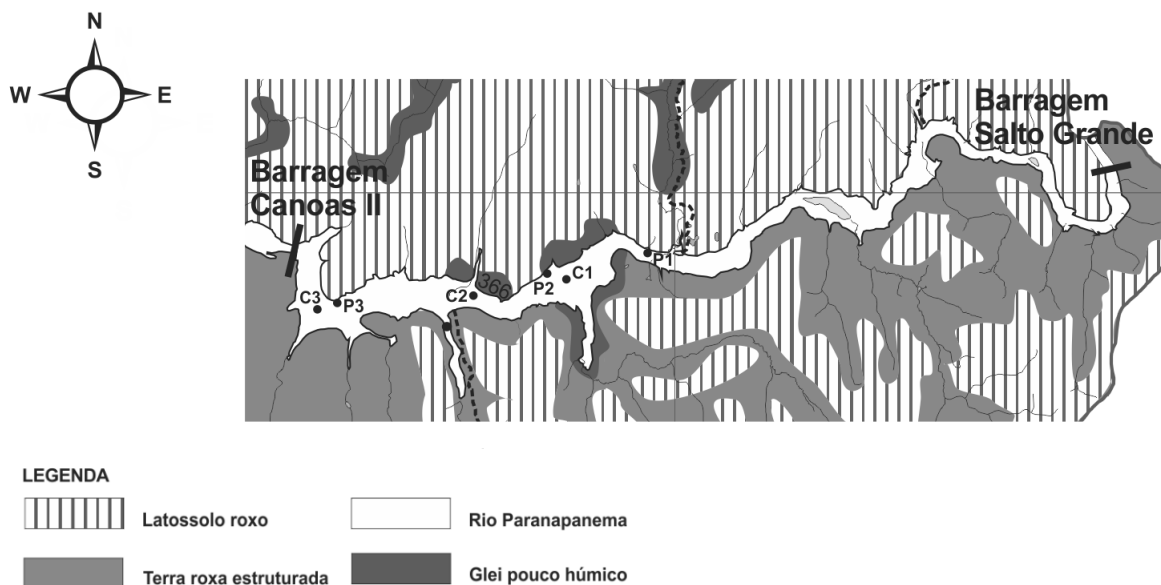 N
W E
S
Barragem
Salto Grande
Barragem
Canoas II
P1
366
P2
C1
C2
C3
P3
LEGENDA
Latossolo roxo
Rio Paranapanema
Terra roxa estruturada
Glei pouco húmico